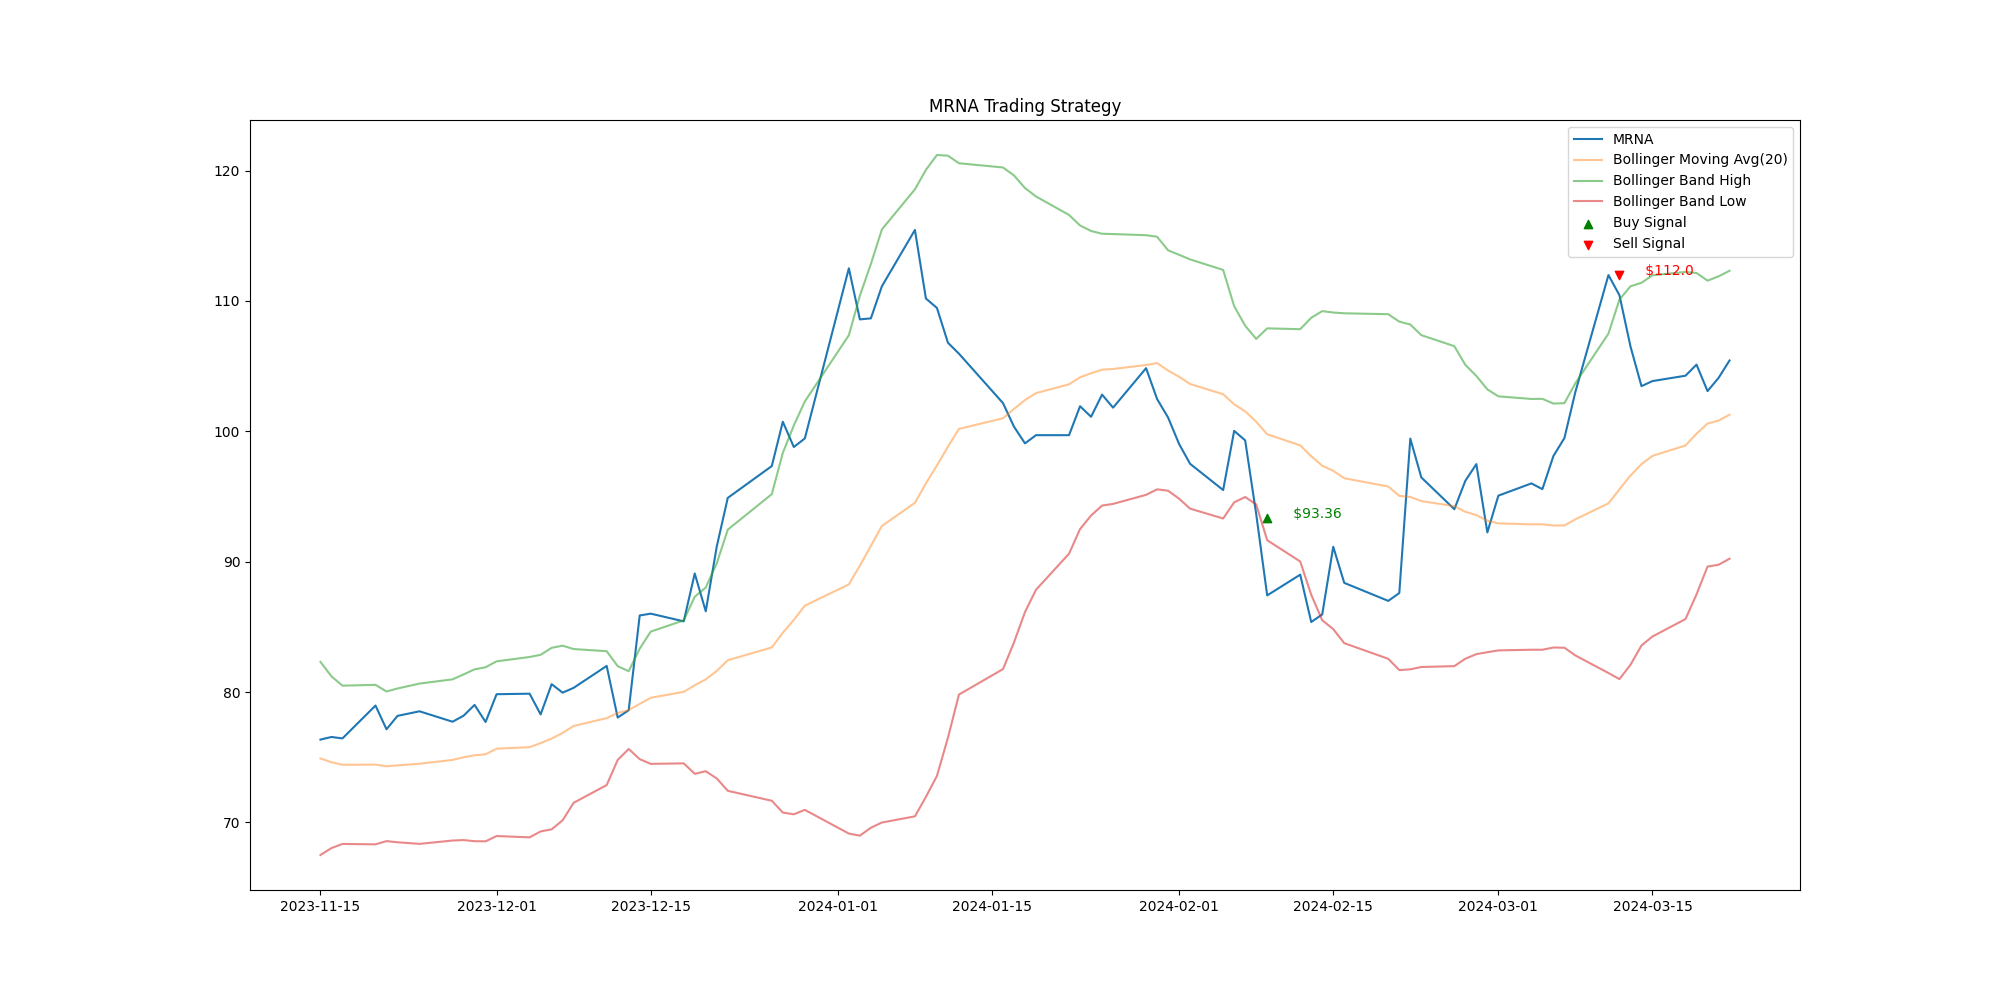 MRNA Trading Strategy
MRNA
Bollinger Moving Avg(20)
Bollinger Band High
Bollinger Band Low
Buy Signal
Sell Signal
$112.0
$93.36
120
110
100
90
80
70
2023-11-15
2023-12-01
2023-12-15
2024-01-01
2024-01-15
2024-02-01
2024-02-15
2024-03-01
2024-03-15